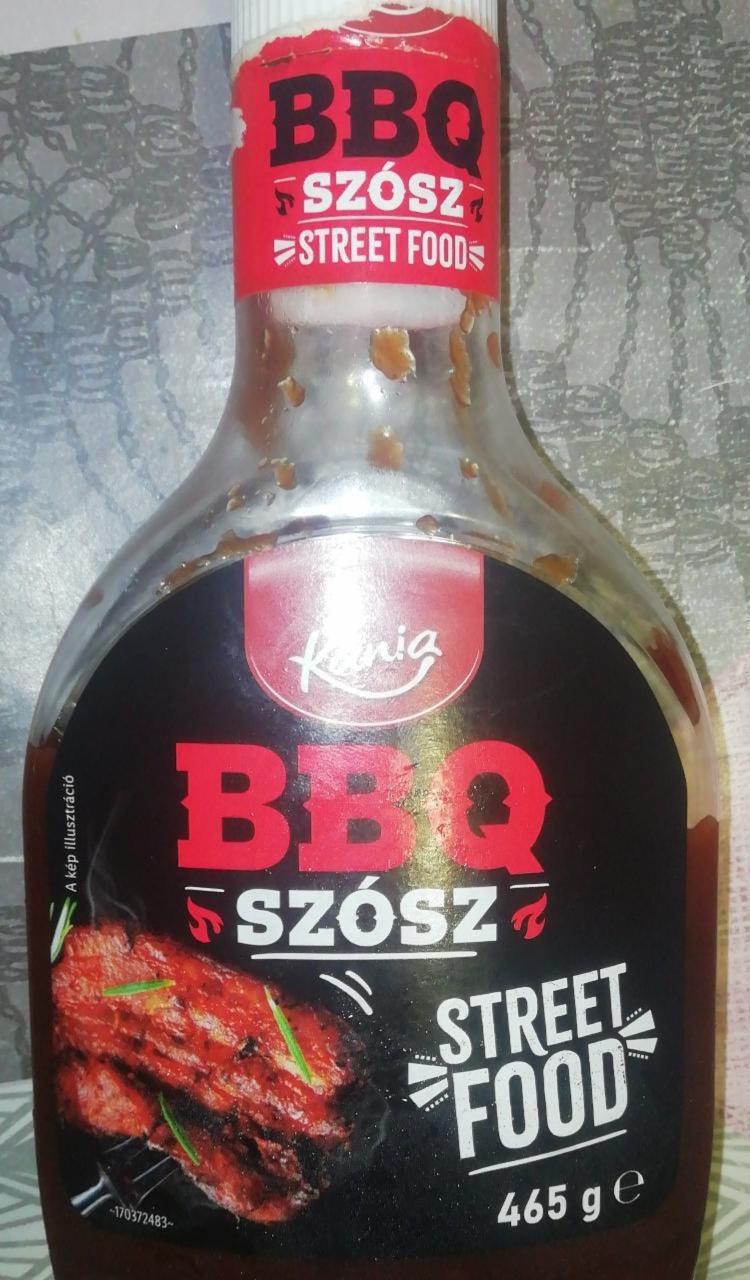 BBQ
SZÓSZ
STREET FOOD
Kania
BBQ
SZÓSZ
A kép illusztráció
STREET
FOOD
465 g e
~170372483~